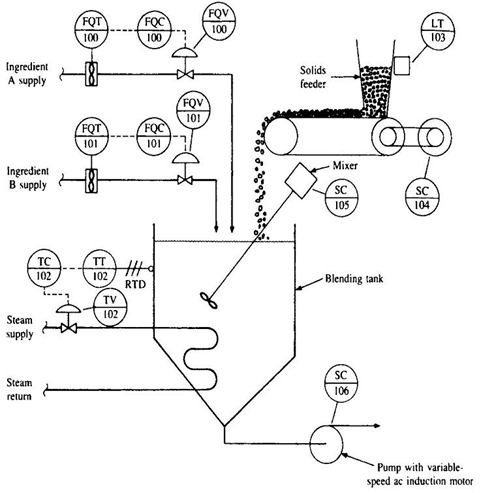 FQT
100
FQC
100
FQV
100
LT
103
Ingredient
A supply
Solids
feeder
FQT
101
FQC
101
FQV
101
Ingredient
B supply
Mixer
SC
105
SC
104
TC
102
TT
102
RTD
TV
102
Blending tank
Steam
supply
Steam
return
SC
106
Pump with variable-
speed ac induction motor